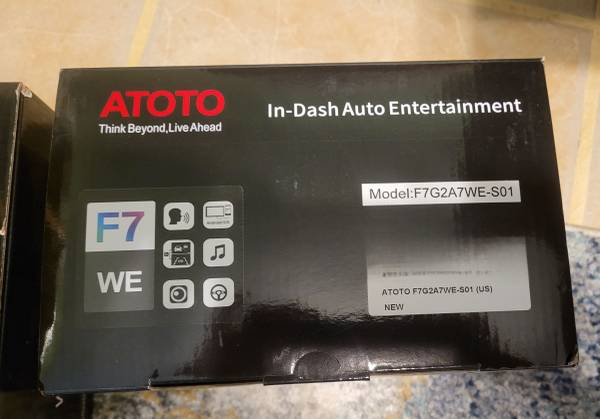 ATOTO
Think Beyond,Live Ahead
In-Dash Auto Entertainment
Model:F7G2A7WE-S01
F7
WE
ATOTO F7G2A7WE-S01 (US)
NEW